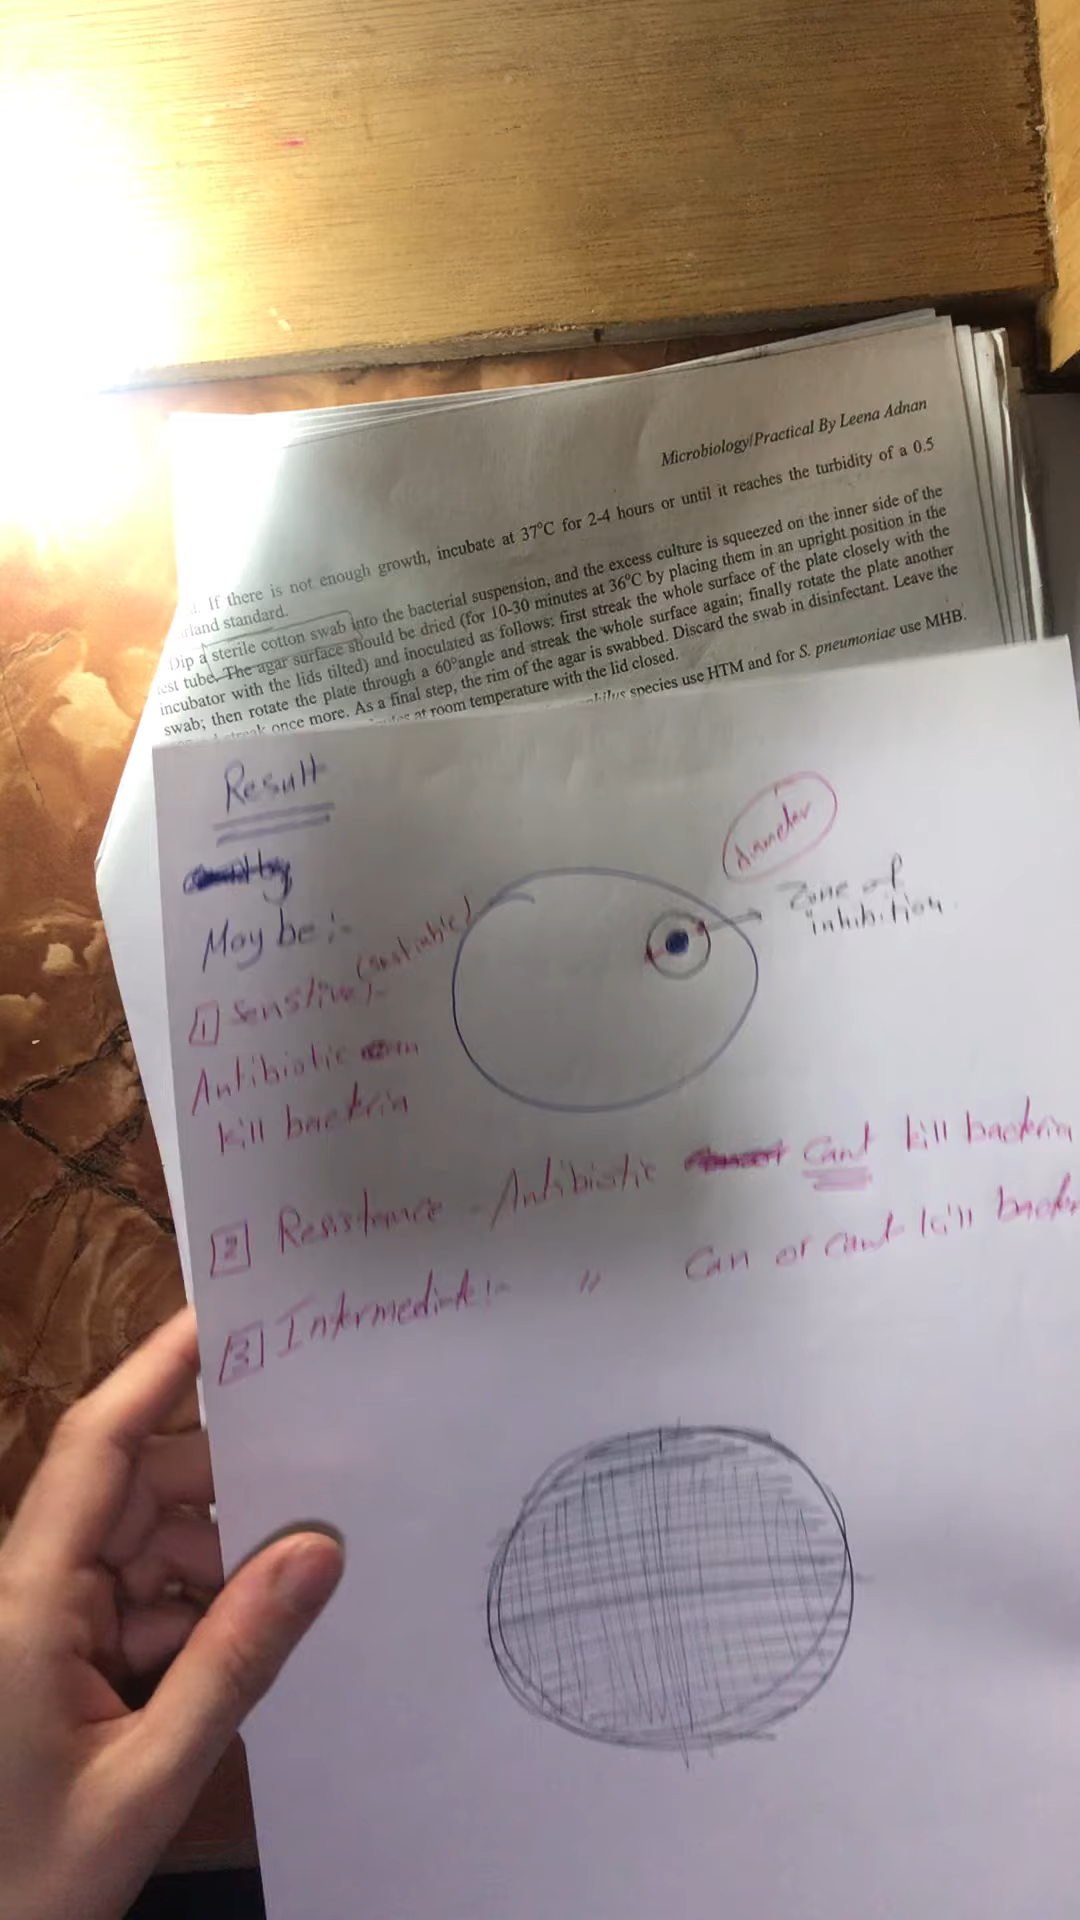 Microbiology/Practical By Leena Adnan
If there is not enough growth, incubate at 37°C for 2-4 hours or until it reaches the turbidity of a 0.5
rland standard.
Dip a sterile cotton swab into the bacterial suspension, and the excess culture is squeezed on the inner side of the
est tube. The agar surface should be dried (for 10-30 minutes at 36°C by placing them in an upright position in the
incubator with the lids tilted) and inoculated as follows: first streak the whole surface of the plate closely with the
swab; then rotate the plate through a 60°angle and streak the whole surface again; finally rotate the plate another
streak once more. As a final step, the rim of the agar is swabbed. Discard the swab in disinfectant. Leave the
at room temperature with the lid closed.
species use HTM and for S. pneumoniae use MHB.
Result
May be :-
Diameter
Zone of
inhibition.
1 Senstive :-
Antibiotic can
kill bacteria
2 Resistance - Antibiotic cant kill bacteria
3 Intermediate :- " Can or cant kill bacte